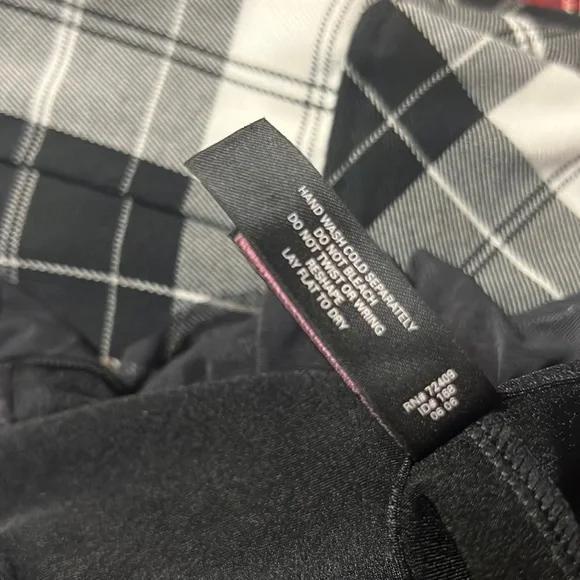 HAND WASH COLD SEPARATELY
DO NOT BLEACH
DO NOT TWIST OR WRING
RESHAPE
LAY FLAT TO DRY
RN# 72409
ID# 168
08 06